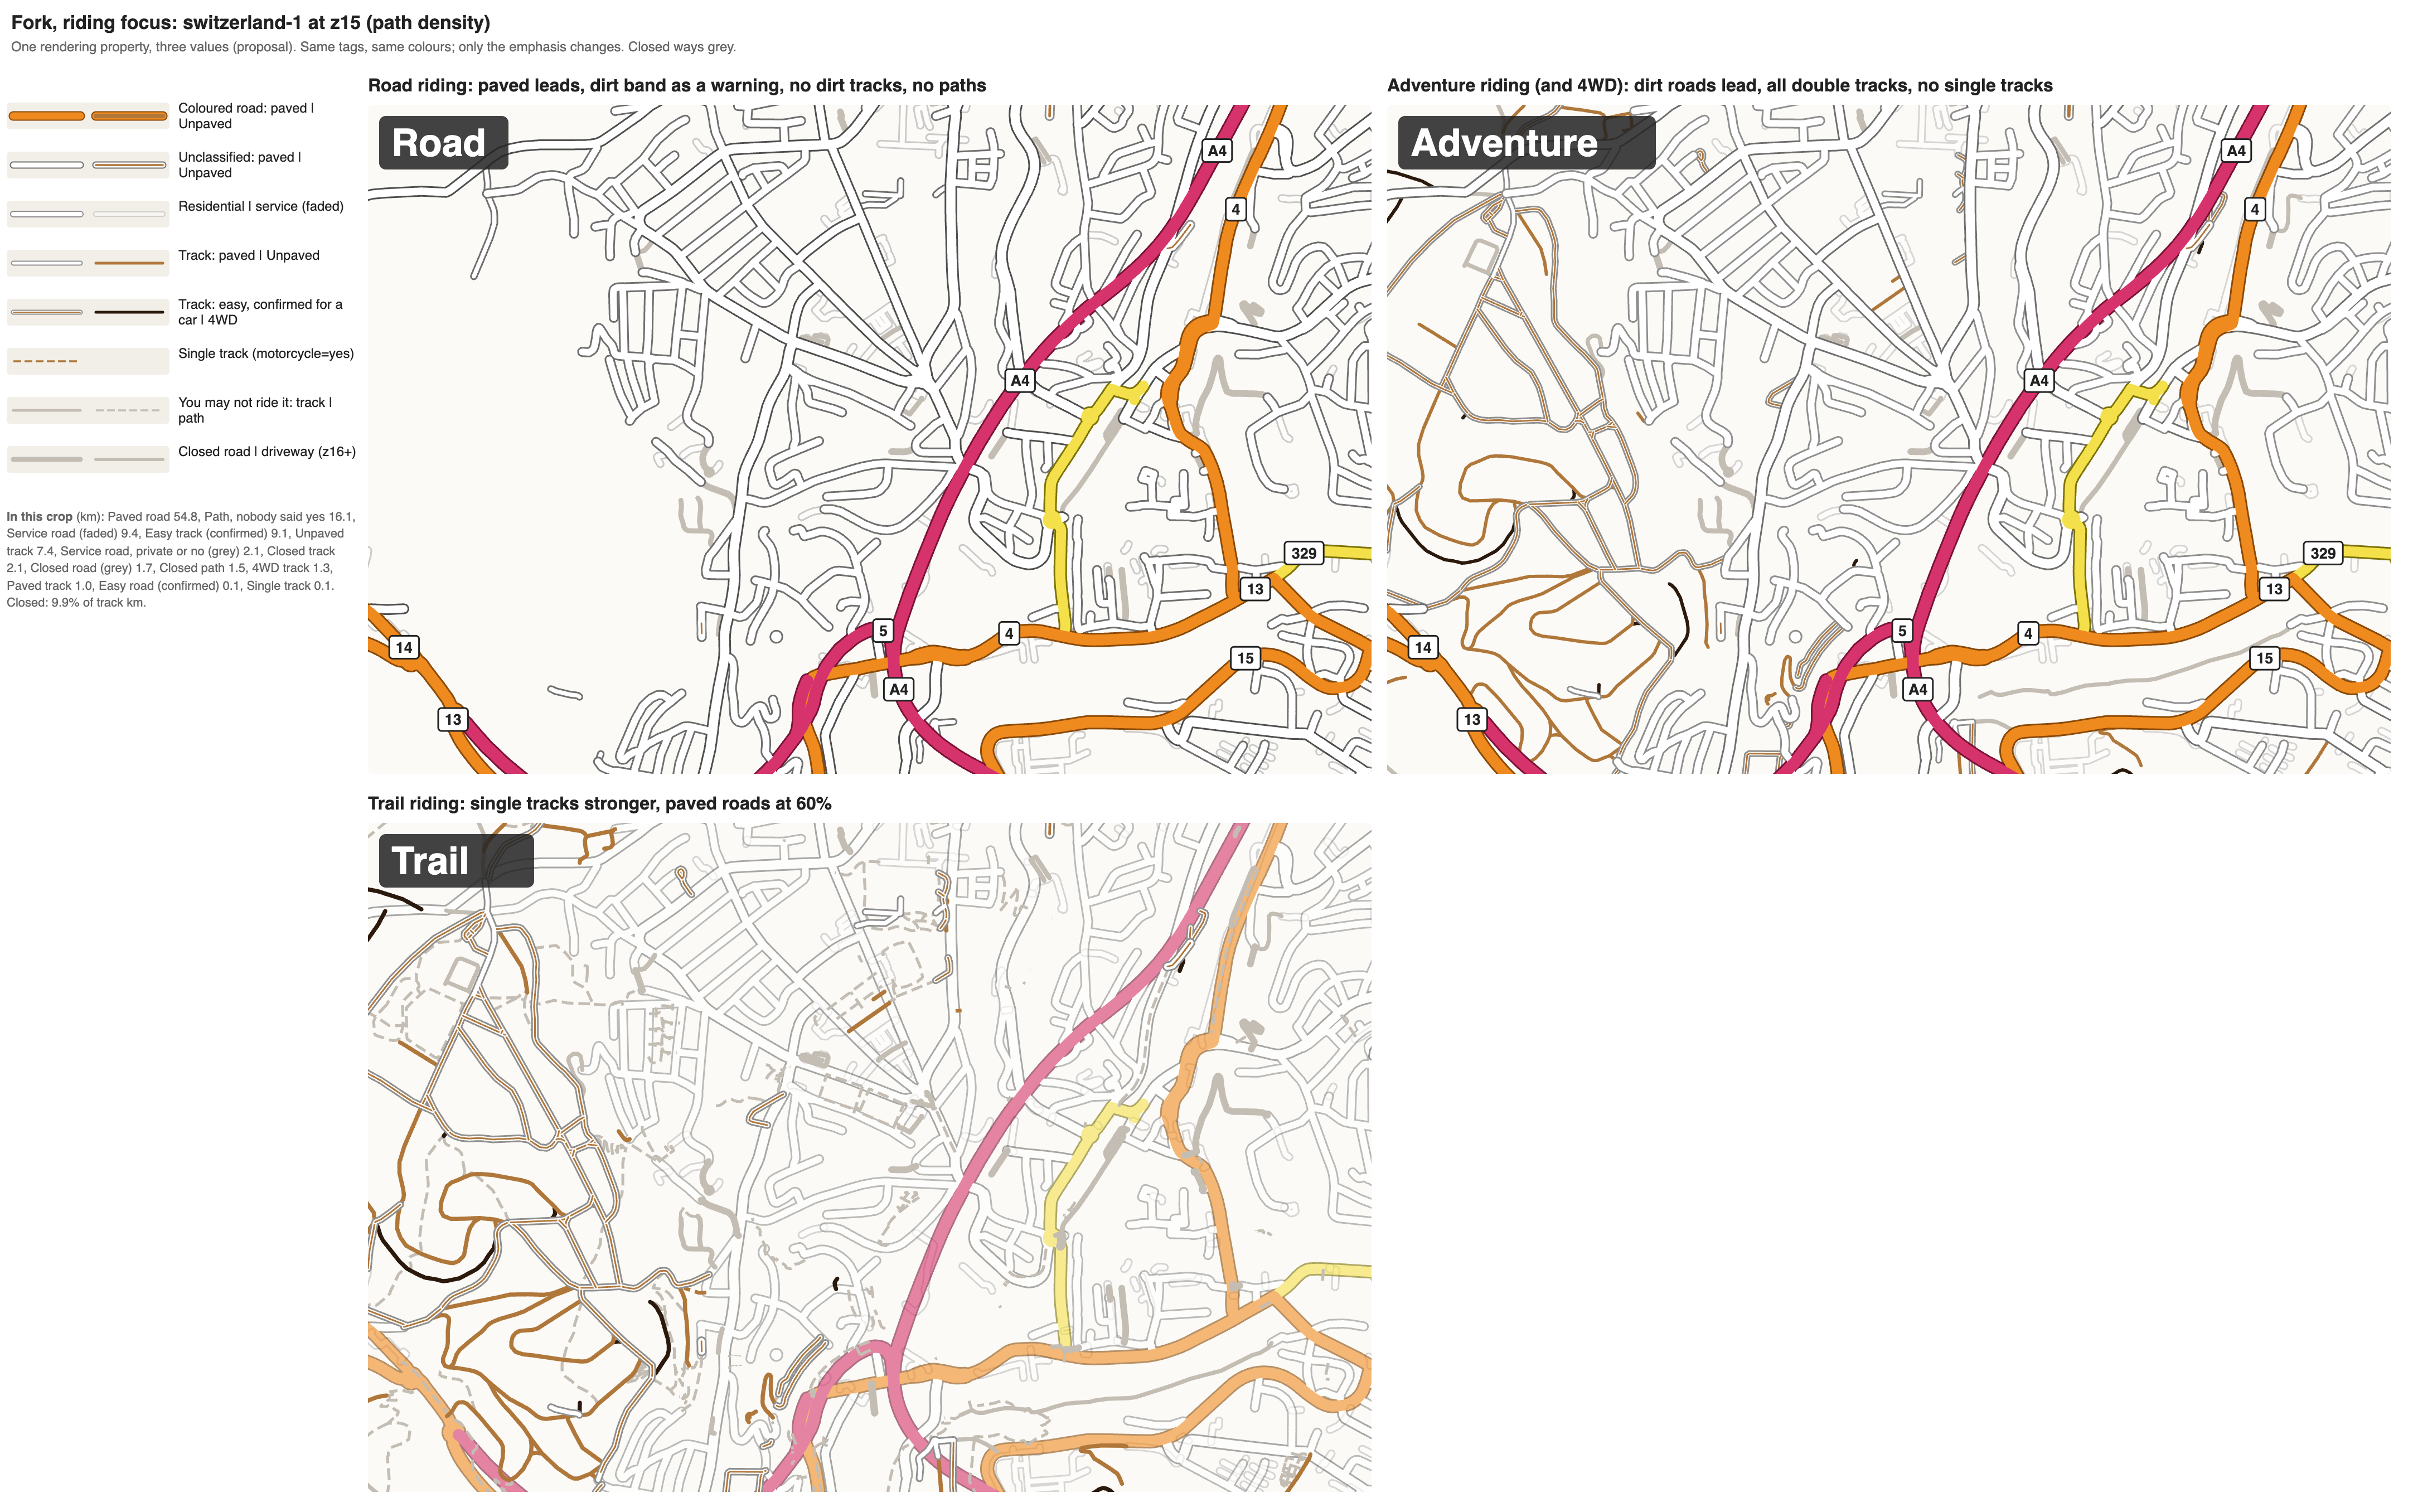 Fork, riding focus: switzerland-1 at z15 (path density)
One rendering property, three values (proposal). Same tags, same colours; only the emphasis changes. Closed ways grey.
Coloured road: paved |
Unpaved
Unclassified: paved |
Unpaved
Residential | service (faded)
Track: paved | Unpaved
Track: easy, confirmed for a
car | 4WD
Single track (motorcycle=yes)
You may not ride it: track |
path
Closed road | driveway (z16+)
In this crop (km): Paved road 54.8, Path, nobody said yes 16.1,
Service road (faded) 9.4, Easy track (confirmed) 9.1, Unpaved
track 7.4, Service road, private or no (grey) 2.1, Closed track
2.1, Closed road (grey) 1.7, Closed path 1.5, 4WD track 1.3,
Paved track 1.0, Easy road (confirmed) 0.1, Single track 0.1.
Closed: 9.9% of track km.
Road riding: paved leads, dirt band as a warning, no dirt tracks, no paths
Road
A4
4
A4
329
13
5
4
14
15
A4
13
Adventure riding (and 4WD): dirt roads lead, all double tracks, no single tracks
Adventure
A4
4
A4
329
13
5
4
14
15
A4
13
Trail riding: single tracks stronger, paved roads at 60%
Trail